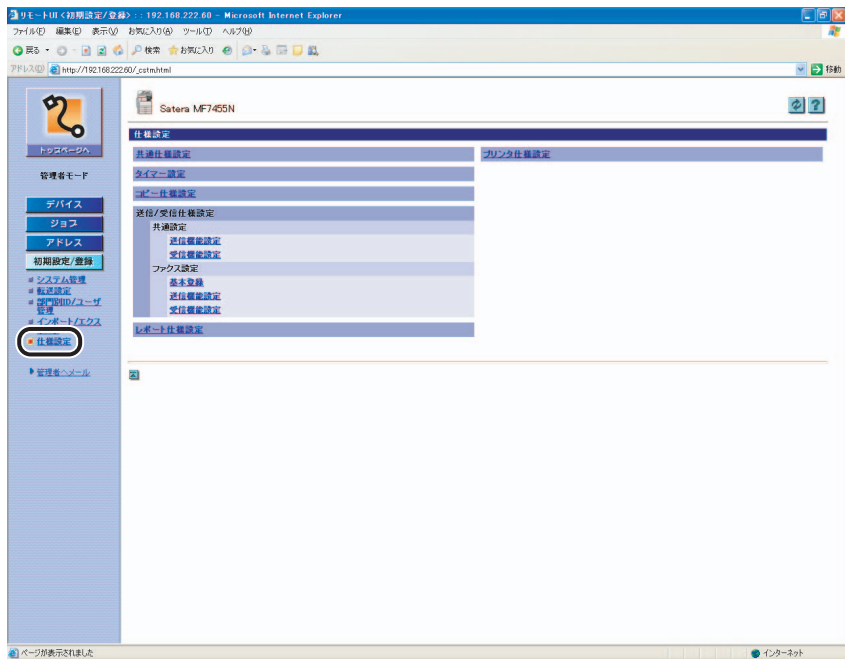 リモートUI <初期設定/登録> : : 192.168.222.60 - Microsoft Internet Explorer
ファイル(F) 編集(E) 表示(V) お気に入り(A) ツール(T) ヘルプ(H)
戻る 検索 お気に入り
アドレス(D) http://192.168.222.60/_cstm.html 移動
Satera MF7455N
トップページへ
管理者モード
デバイス
ジョブ
アドレス
初期設定/登録
システム管理
転送設定
部門別ID/ユーザ
管理
インポート/エクス
仕様設定
管理者へメール
仕様設定
共通仕様設定
プリンタ仕様設定
タイマー設定
コピー仕様設定
送信/受信仕様設定
共通設定
送信機能設定
受信機能設定
ファクス設定
基本登録
送信機能設定
受信機能設定
レポート仕様設定
ページが表示されました
インターネット